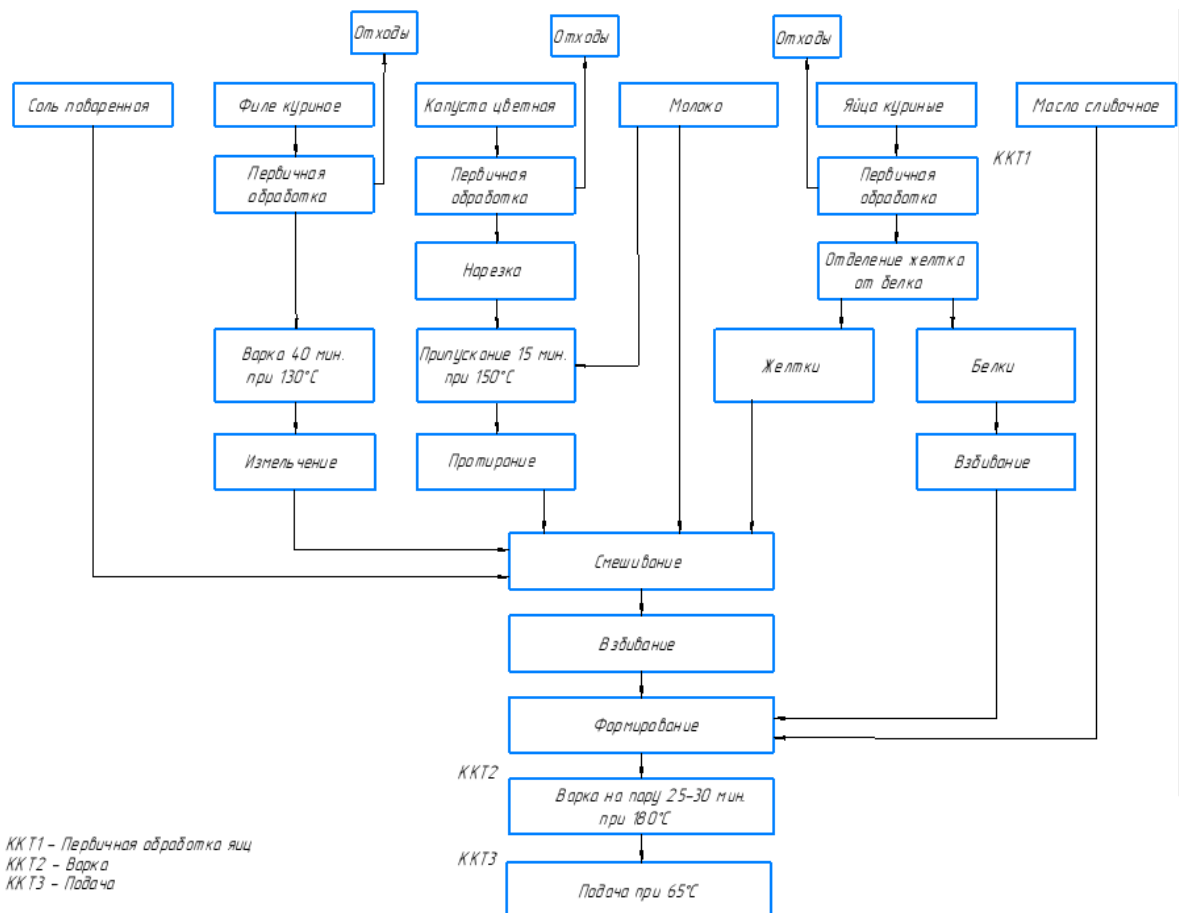 Отходы
Отходы
Отходы
Соль поваренная
Филе куриное
Капуста цветная
Молоко
Яйца куриные
Масло сливочное
ККТ1
Первичная
обработка
Первичная
обработка
Первичная
обработка
Нарезка
Отделение желтка
от белка
Варка 40 мин.
при 130°С
Припускание 15 мин.
при 150°С
Желтки
Белки
Измельчение
Протирание
Взбивание
Смешивание
Взбивание
Формирование
ККТ2
Варка на пару 25-30 мин.
при 180°С
ККТ3
Подача при 65°С
ККТ1 - Первичная обработка яиц
ККТ2 - Варка
ККТ3 - Подача